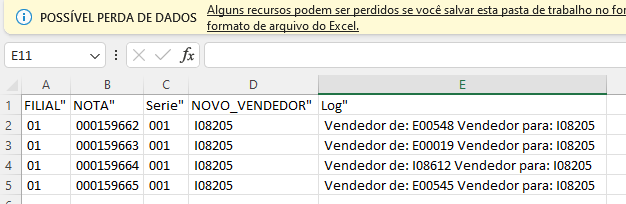 POSSÍVEL PERDA DE DADOS Alguns recursos podem ser perdidos se você salvar esta pasta de trabalho no for
formato de arquivo do Excel.
E11 fx
A B C D E
1 FILIAL" NOTA" Serie" NOVO_VENDEDOR" Log"
2 01 000159662 001 I08205 Vendedor de: E00548 Vendedor para: I08205
3 01 000159663 001 I08205 Vendedor de: E00019 Vendedor para: I08205
4 01 000159664 001 I08205 Vendedor de: I08612 Vendedor para: I08205
5 01 000159665 001 I08205 Vendedor de: E00545 Vendedor para: I08205